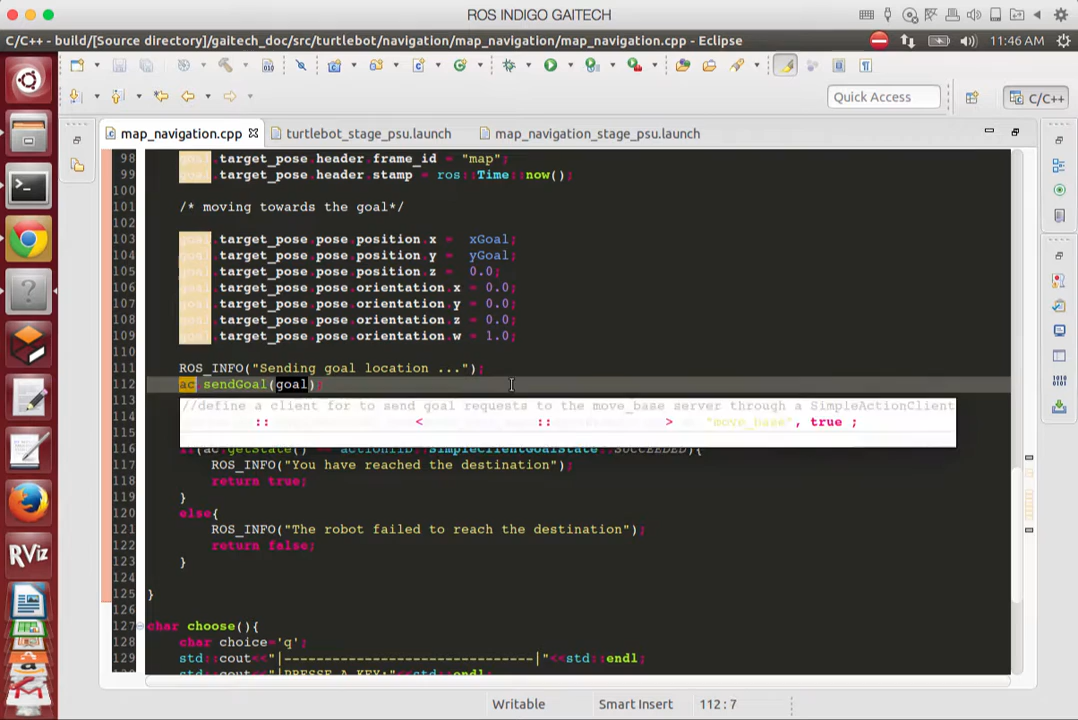 ROS INDIGO GAITECH
C/C++ - build/[Source directory]/gaitech_doc/src/turtlebot/navigation/map_navigation/map_navigation.cpp - Eclipse
11:46 AM
Quick Access
C/C++
map_navigation.cpp
turtlebot_stage_psu.launch
map_navigation_stage_psu.launch
98 goal.target_pose.header.frame_id = "map";
99 goal.target_pose.header.stamp = ros::Time::now();
100
101 /* moving towards the goal*/
102
103 goal.target_pose.pose.position.x = xGoal;
104 goal.target_pose.pose.position.y = yGoal;
105 goal.target_pose.pose.position.z = 0.0;
106 goal.target_pose.pose.orientation.x = 0.0;
107 goal.target_pose.pose.orientation.y = 0.0;
108 goal.target_pose.pose.orientation.z = 0.0;
109 goal.target_pose.pose.orientation.w = 1.0;
110
111 ROS_INFO("Sending goal location ...");
112 ac.sendGoal(goal);
113
//define a client for to send goal requests to the move_base server through a SimpleActionClient
114 :: < :: > "move_base", true ;
115
116 if(ac.getState() == actionlib::SimpleClientGoalState::SUCCEEDED){
117 ROS_INFO("You have reached the destination");
118 return true;
119 }
120 else{
121 ROS_INFO("The robot failed to reach the destination");
122 return false;
123 }
124
125 }
126
127 char choose(){
128 char choice='q';
129 std::cout<<"|-------------------------------|"<<std::endl;
std::cout<<"|PRESSE A KEY:"<<std::endl;
RViz
Writable
Smart Insert
112 : 7